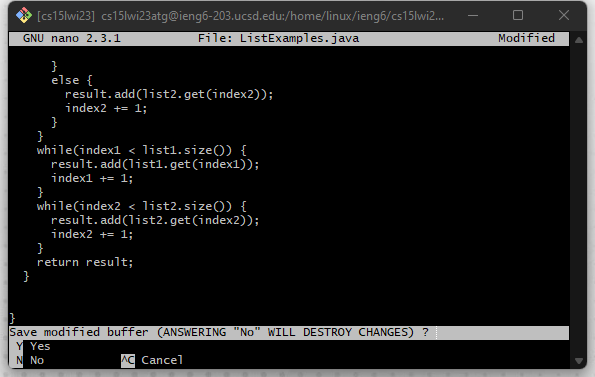 [cs15lwi23] cs15lwi23atg@ieng6-203.ucsd.edu:/home/linux/ieng6/cs15lwi2...
GNU nano 2.3.1 File: ListExamples.java Modified
}
else {
result.add(list2.get(index2));
index2 += 1;
}
}
while(index1 < list1.size()) {
result.add(list1.get(index1));
index1 += 1;
}
while(index2 < list2.size()) {
result.add(list2.get(index2));
index2 += 1;
}
return result;
}
}
Save modified buffer (ANSWERING "No" WILL DESTROY CHANGES) ?
Y Yes
N No ^C Cancel